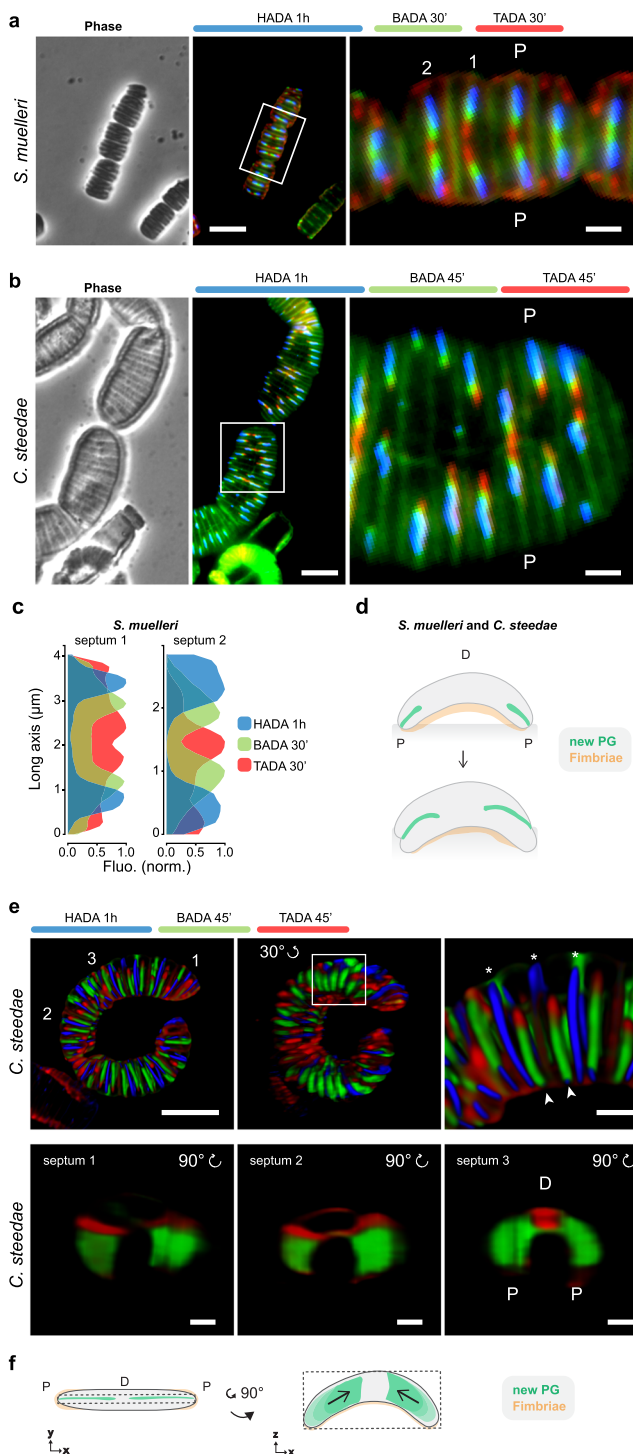 a
Phase
HADA 1h
BADA 30'
TADA 30'
S. muelleri
P
2
1
P
b
Phase
HADA 1h
BADA 45'
TADA 45'
C. steedae
P
P
c
S. muelleri
septum 1
septum 2
Long axis (µm)
4
3
2
1
0
2
1
0
0.0
0.5
1.0
0.0
0.5
1.0
Fluo. (norm.)
HADA 1h
BADA 30'
TADA 30'
d
S. muelleri and C. steedae
D
P
P
P
P
new PG
Fimbriae
e
HADA 1h
BADA 45'
TADA 45'
C. steedae
3
1
2
30°
*
*
*
C. steedae
septum 1
90°
septum 2
90°
septum 3
90°
D
P
P
f
P
D
P
90°
y
x
z
x
new PG
Fimbriae